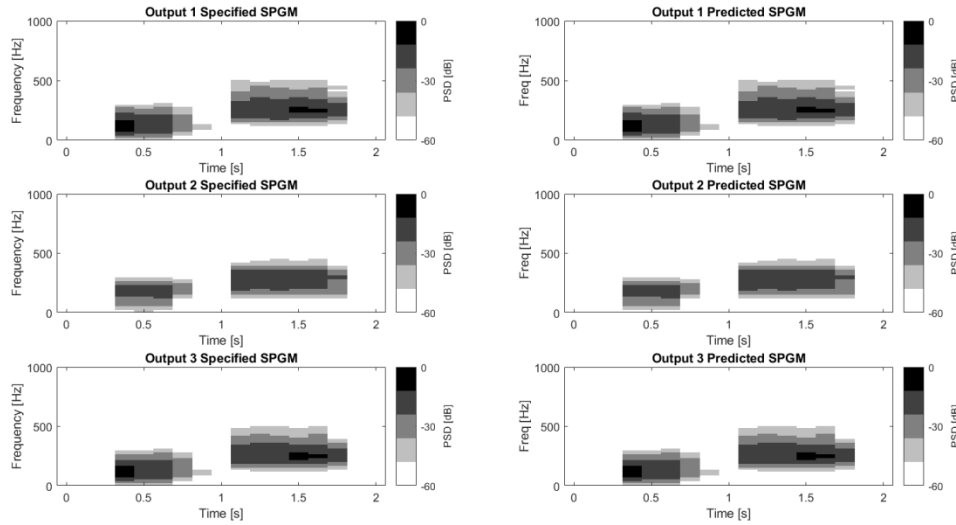 Output 1 Specified SPGM
1000
500
0
Frequency [Hz]
0 0.5 1 1.5 2
Time [s]
0
-30
-60
PSD [dB]
Output 1 Predicted SPGM
1000
500
0
Freq [Hz]
0 0.5 1 1.5 2
Time [s]
0
-30
-60
PSD [dB]
Output 2 Specified SPGM
1000
500
0
Frequency [Hz]
0 0.5 1 1.5 2
Time [s]
0
-30
-60
PSD [dB]
Output 2 Predicted SPGM
1000
500
0
Freq [Hz]
0 0.5 1 1.5 2
Time [s]
0
-30
-60
PSD [dB]
Output 3 Specified SPGM
1000
500
0
Frequency [Hz]
0 0.5 1 1.5 2
Time [s]
0
-30
-60
PSD [dB]
Output 3 Predicted SPGM
1000
500
0
Freq [Hz]
0 0.5 1 1.5 2
Time [s]
0
-30
-60
PSD [dB]